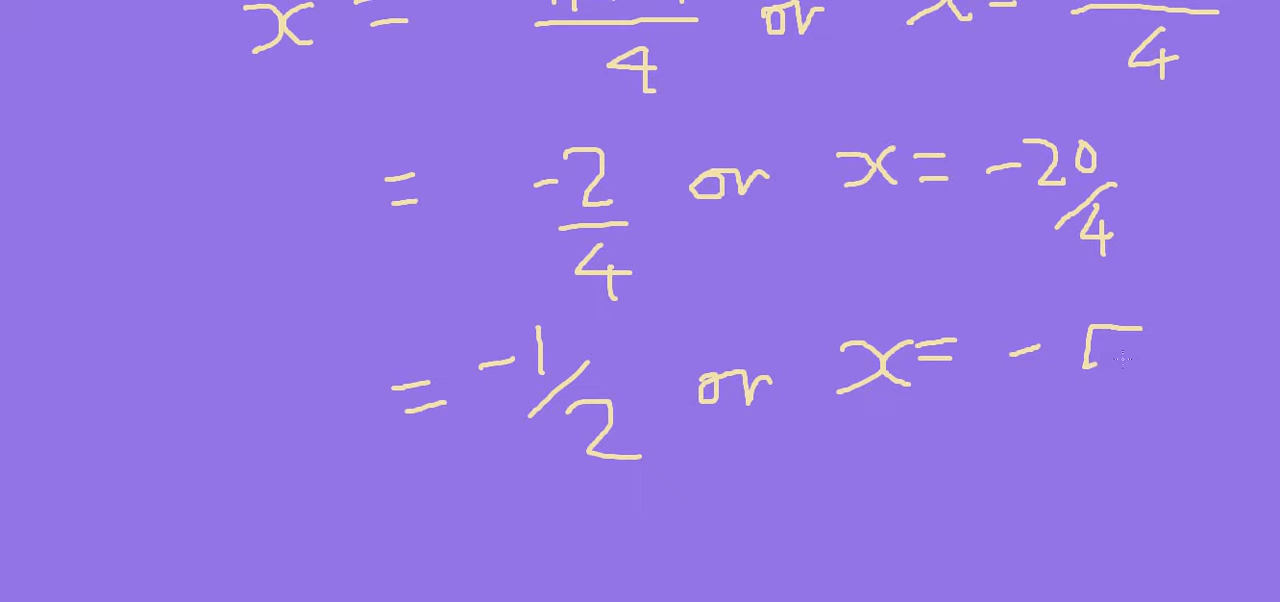 x = /4 or x = /4
= -2/4 or x = -20/4
= -1/2 or x = -5